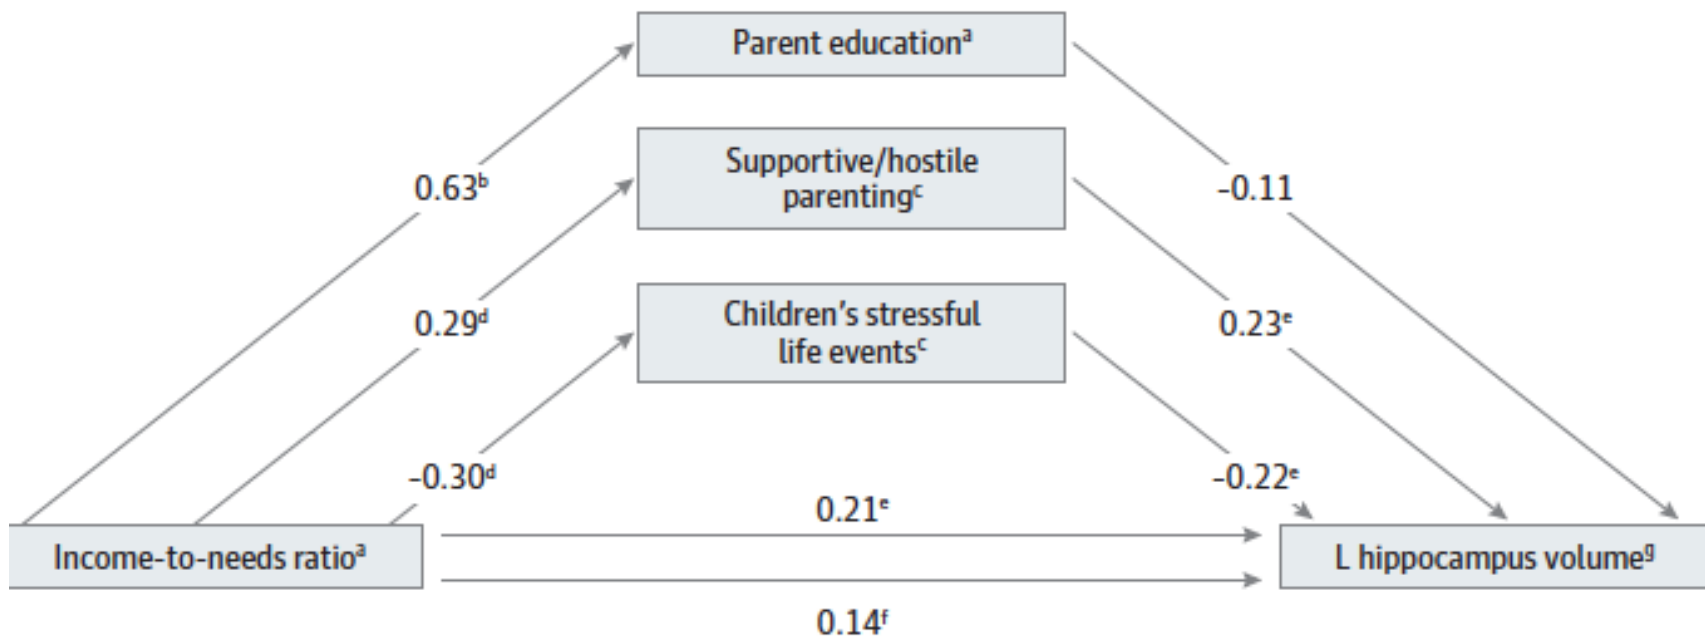 Parent educationᵃ
Supportive/hostile
parentingᶜ
0.63ᵇ
-0.11
Children's stressful
life eventsᶜ
0.29ᵈ
0.23ᵉ
-0.30ᵈ
-0.22ᵉ
0.21ᵉ
Income-to-needs ratioᵃ
L hippocampus volumeᵍ
0.14ᶠ